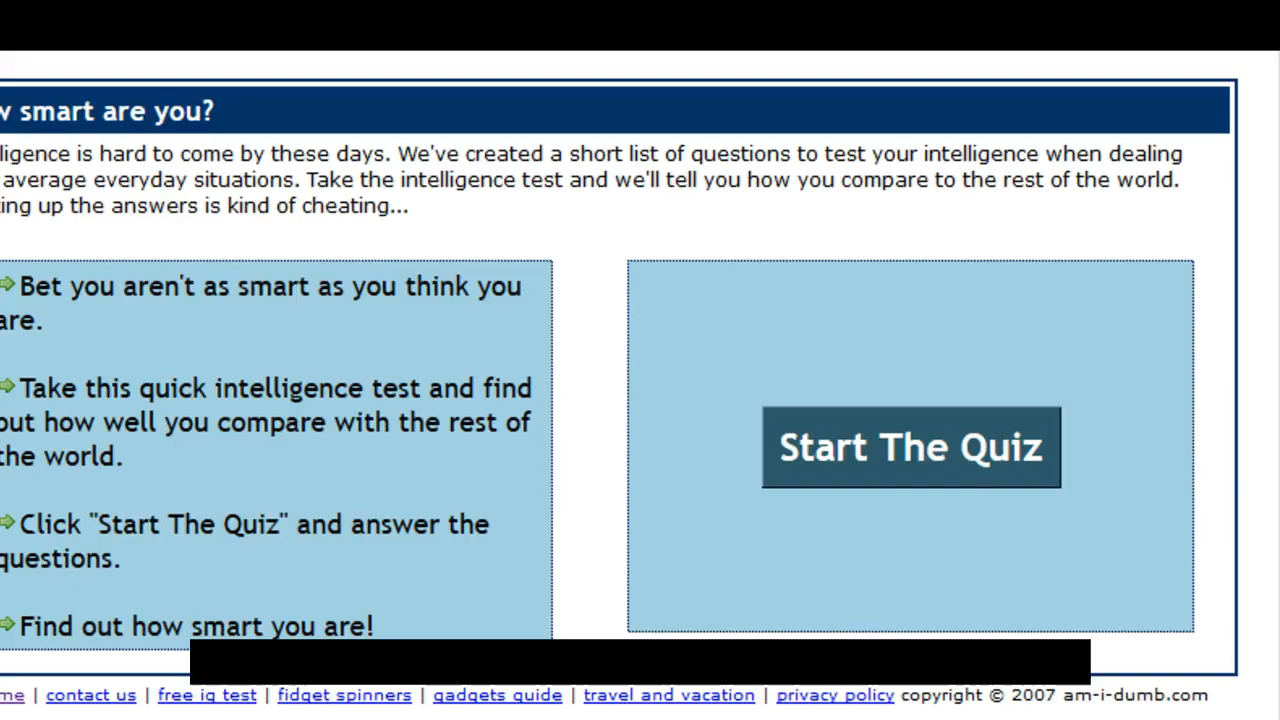 w smart are you?
lligence is hard to come by these days. We've created a short list of questions to test your intelligence when dealing
average everyday situations. Take the intelligence test and we'll tell you how you compare to the rest of the world.
ing up the answers is kind of cheating...
Bet you aren't as smart as you think you
are.
Take this quick intelligence test and find
out how well you compare with the rest of
the world.
Click "Start The Quiz" and answer the
questions.
Find out how smart you are!
Start The Quiz
me | contact us | free iq test | fidget spinners | gadgets guide | travel and vacation | privacy policy copyright © 2007 am-i-dumb.com